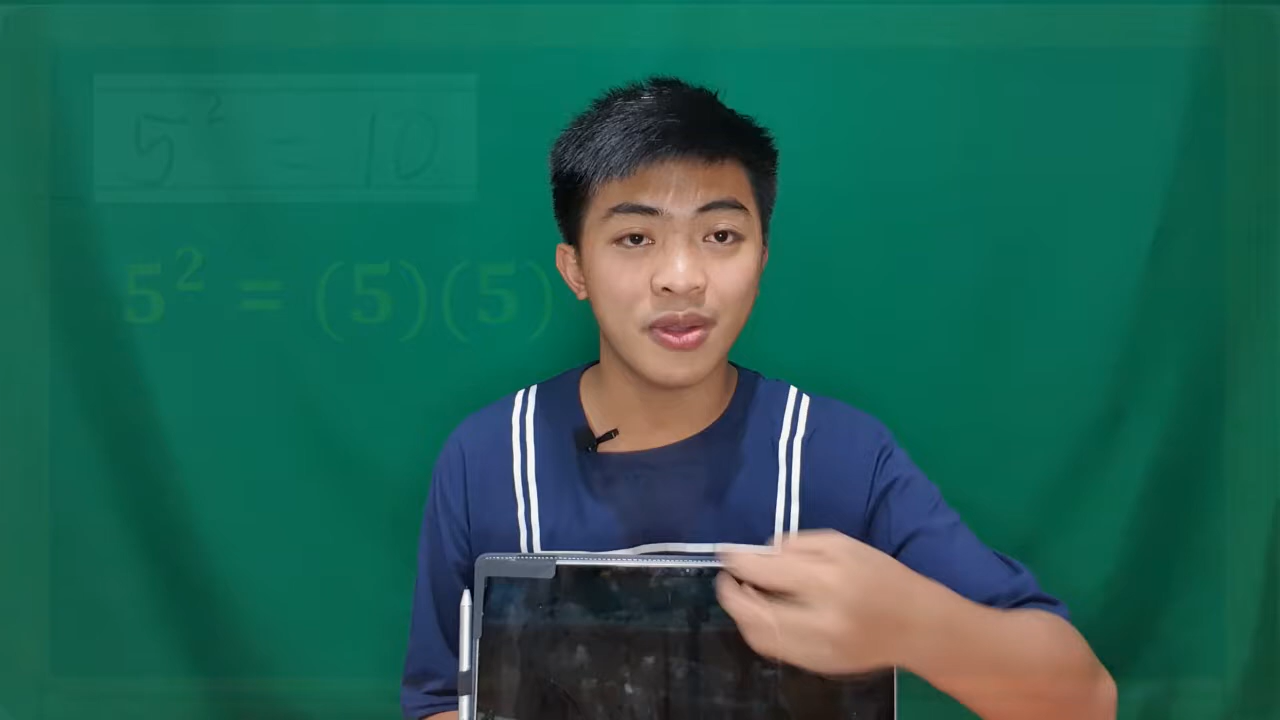 5² = 10
5² = (5)(5)